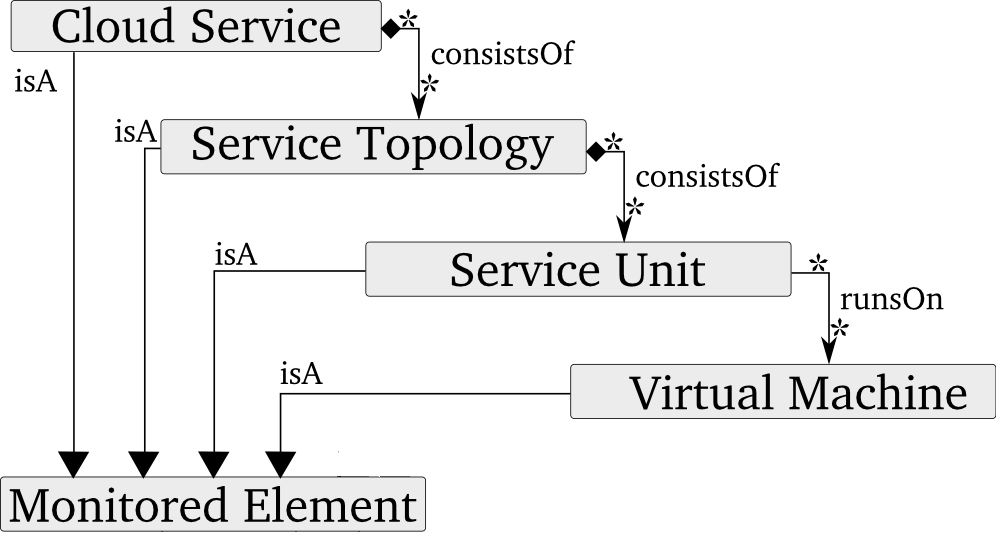 Cloud Service
*
consistsOf
*
isA
isA
Service Topology
*
consistsOf
*
isA
Service Unit
*
runsOn
*
isA
Virtual Machine
Monitored Element